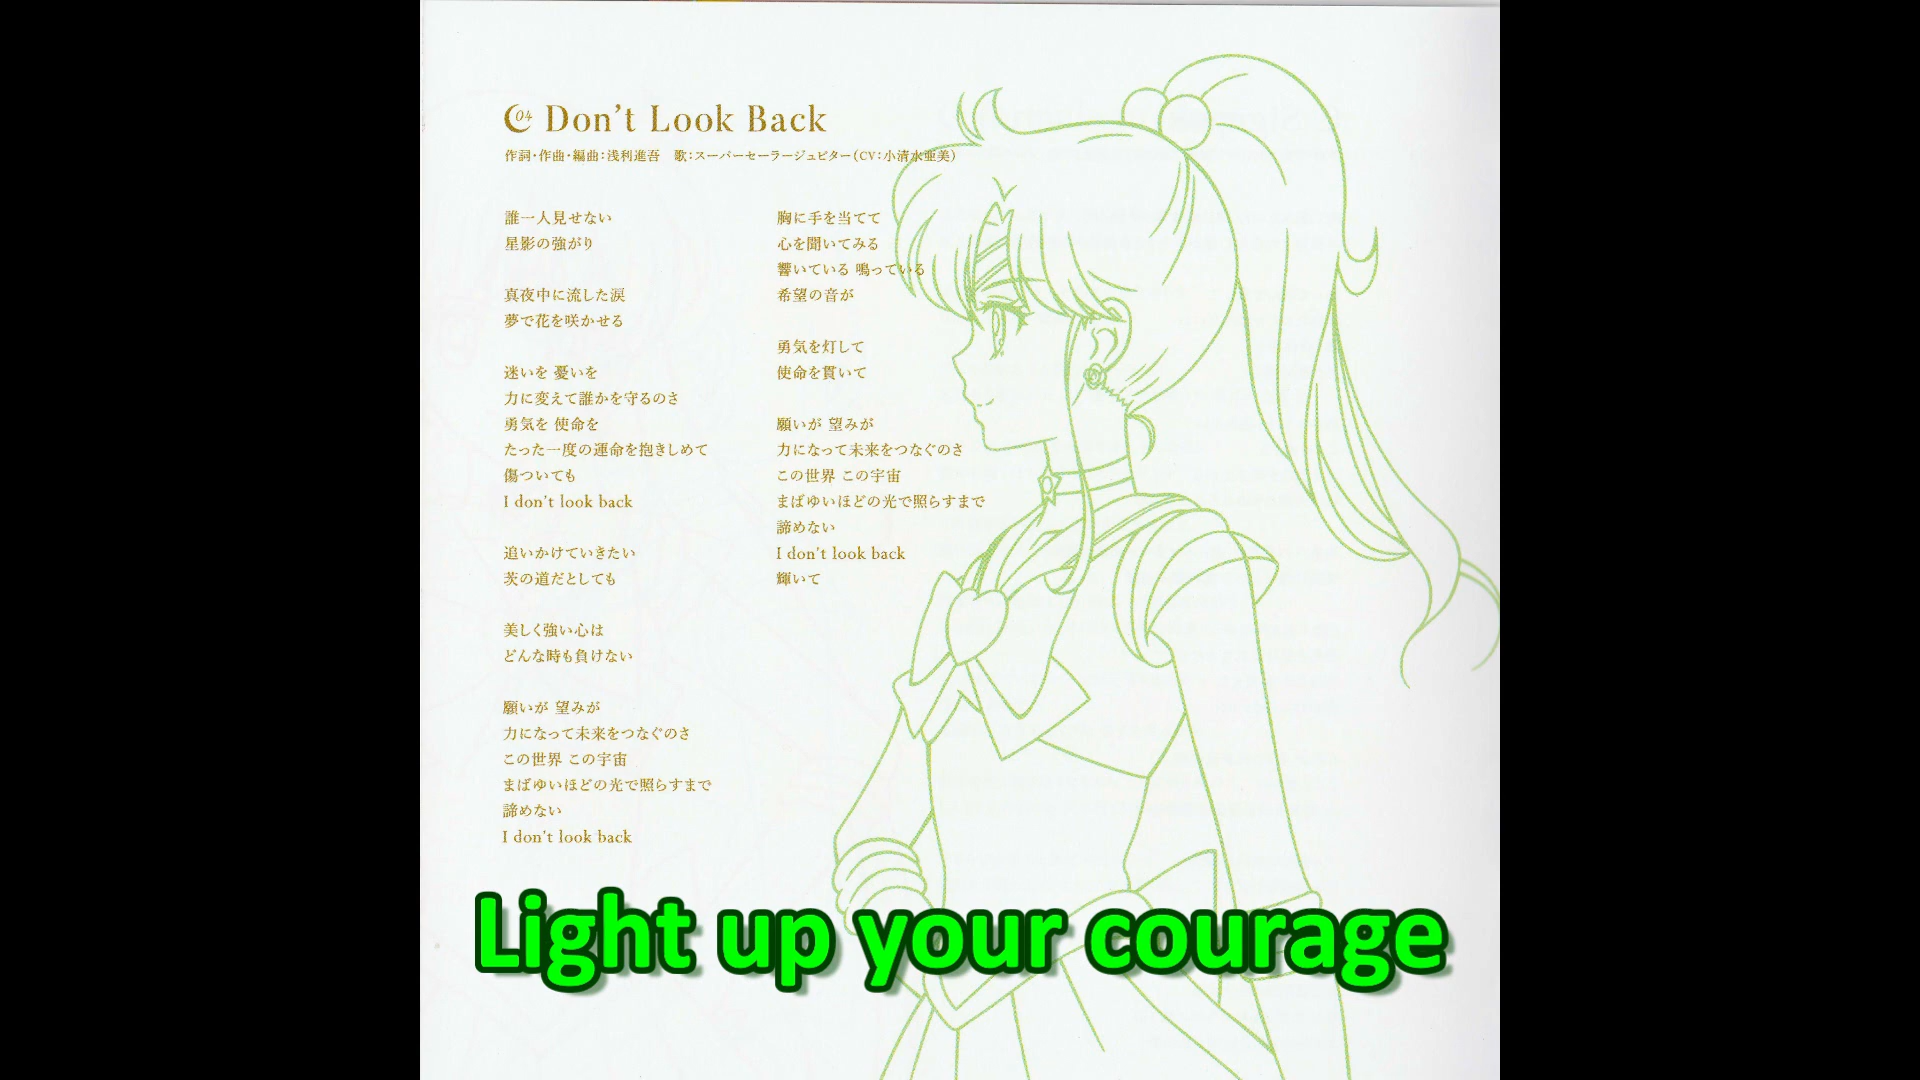 04 Don't Look Back
作詞・作曲・編曲：浅利進吾　歌：スーパーセーラージュピター（CV：小清水亜美）
誰一人見せない
星影の強がり
真夜中に流した涙
夢で花を咲かせる
迷いを 憂いを
力に変えて誰かを守るのさ
勇気を 使命を
たった一度の運命を抱きしめて
傷ついても
I don't look back
追いかけていきたい
茨の道だとしても
美しく強い心は
どんな時も負けない
願いが 望みが
力になって未来をつなぐのさ
この世界 この宇宙
まばゆいほどの光で照らすまで
諦めない
I don't look back
胸に手を当てて
心を聞いてみる
響いている 鳴っている
希望の音が
勇気を灯して
使命を貫いて
願いが 望みが
力になって未来をつなぐのさ
この世界 この宇宙
まばゆいほどの光で照らすまで
諦めない
I don't look back
輝いて
Light up your courage